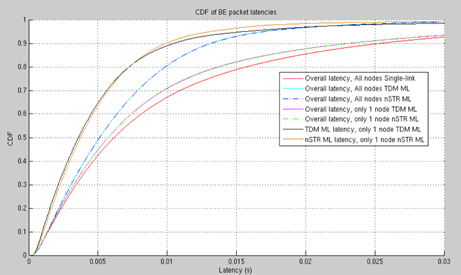 CDF of BE packet latencies
1
0.9
0.8
0.7
0.6
0.5
0.4
0.3
0.2
0.1
0
CDF
Overall latency, All nodes Single-link
Overall latency, All nodes TDM ML
Overall latency, All nodes nSTR ML
Overall latency, only 1 node TDM ML
Overall latency, only 1 node nSTR ML
TDM ML latency, only 1 node TDM ML
nSTR ML latency, only 1 node nSTR ML
0 0.005 0.01 0.015 0.02 0.025 0.03
Latency (s)